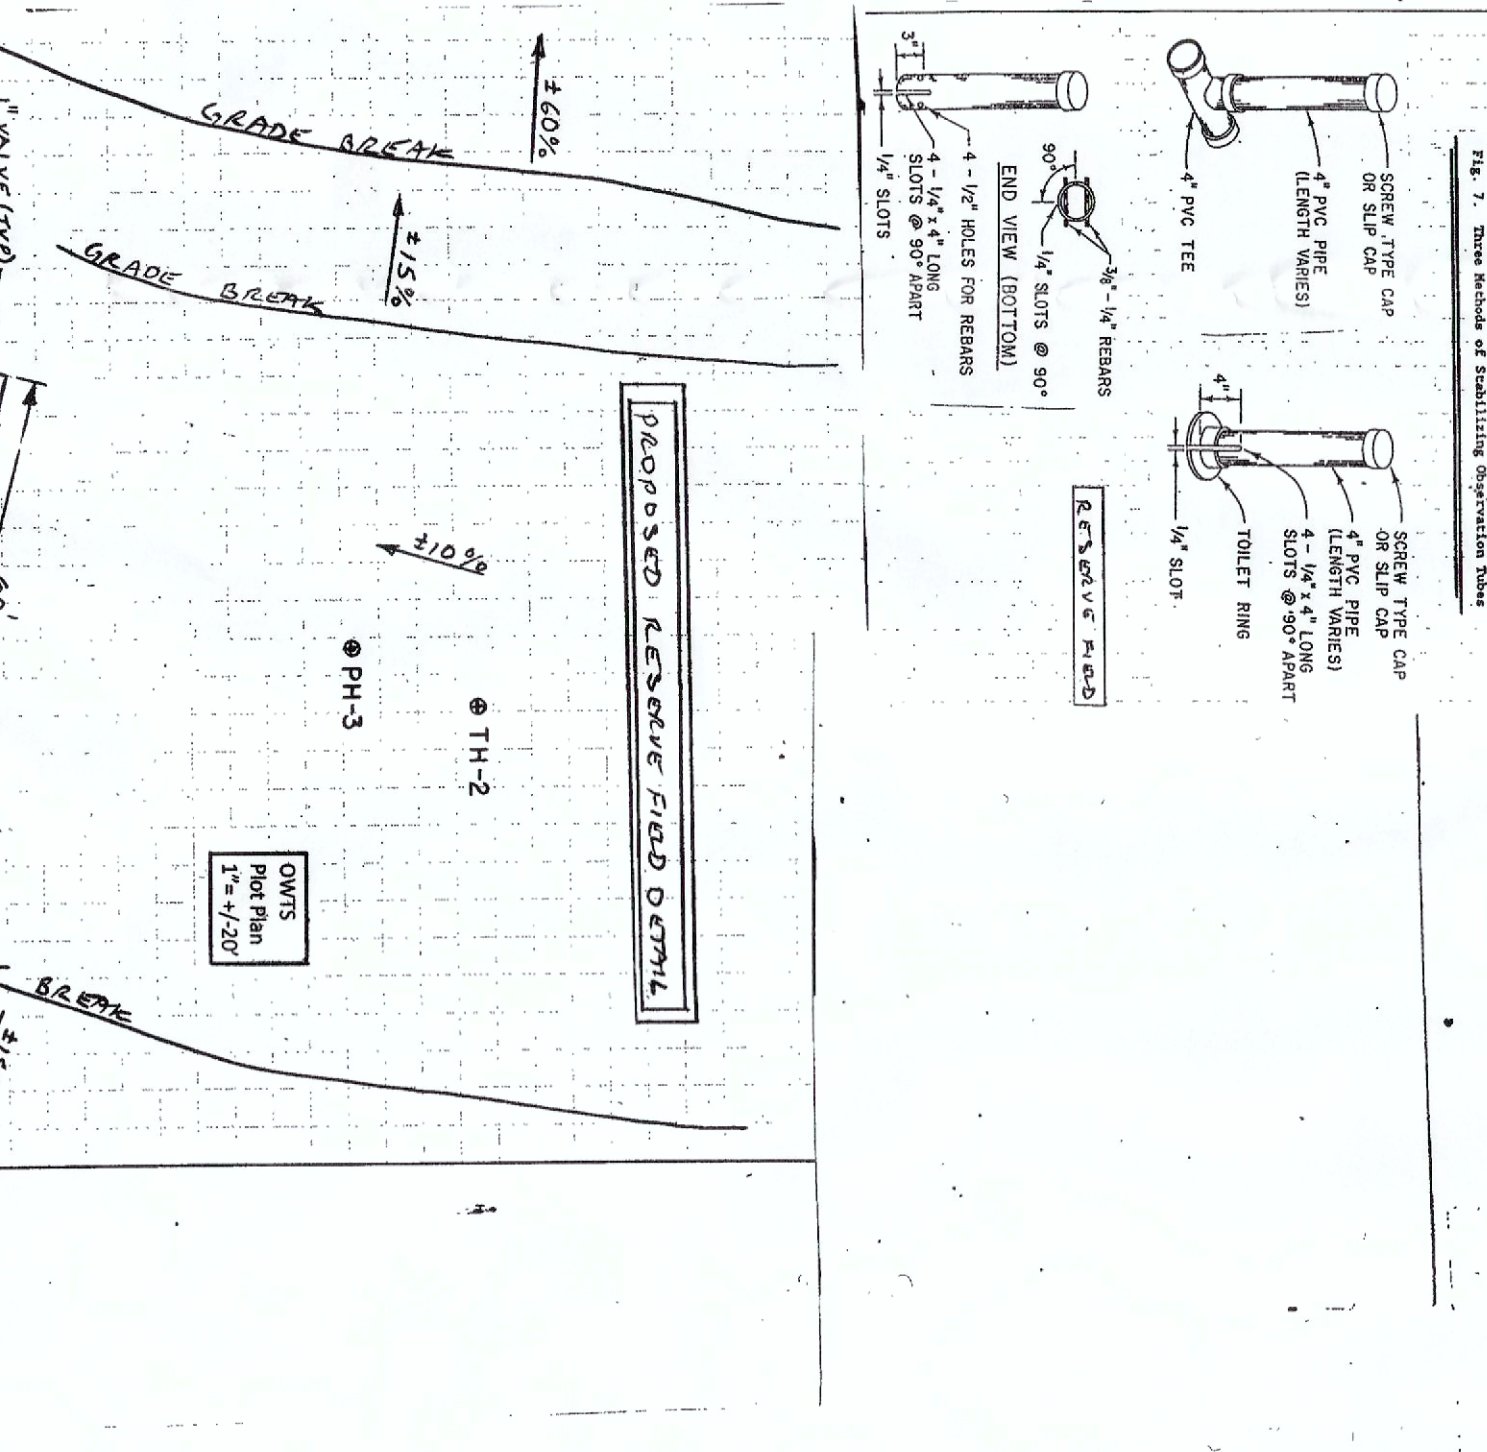 Fig. 7. Three Methods of Stabilizing Observation Tubes
SCREW TYPE CAP
OR SLIP CAP
4" PVC PIPE
(LENGTH VARIES)
4" PVC TEE
SCREW TYPE CAP
OR SLIP CAP
4" PVC PIPE
(LENGTH VARIES)
4 - 1/4" x 4" LONG
SLOTS @ 90° APART
TOILET RING
1/4" SLOT
4"
3/8" - 1/4" REBARS
1/4" SLOTS @ 90°
90°
END VIEW (BOTTOM)
4 - 1/2" HOLES FOR REBARS
4 - 1/4" x 4" LONG
SLOTS @ 90° APART
1/4" SLOTS
3"
RESERVE FIELD
PROPOSED RESERVE FIELD DETAIL
±60%
GRADE BREAK
±15%
GRADE BREAK
±10%
TH-2
PH-3
OWTS
Plot Plan
1"= +/-20'
BREAK
1" VALVE (TYP)